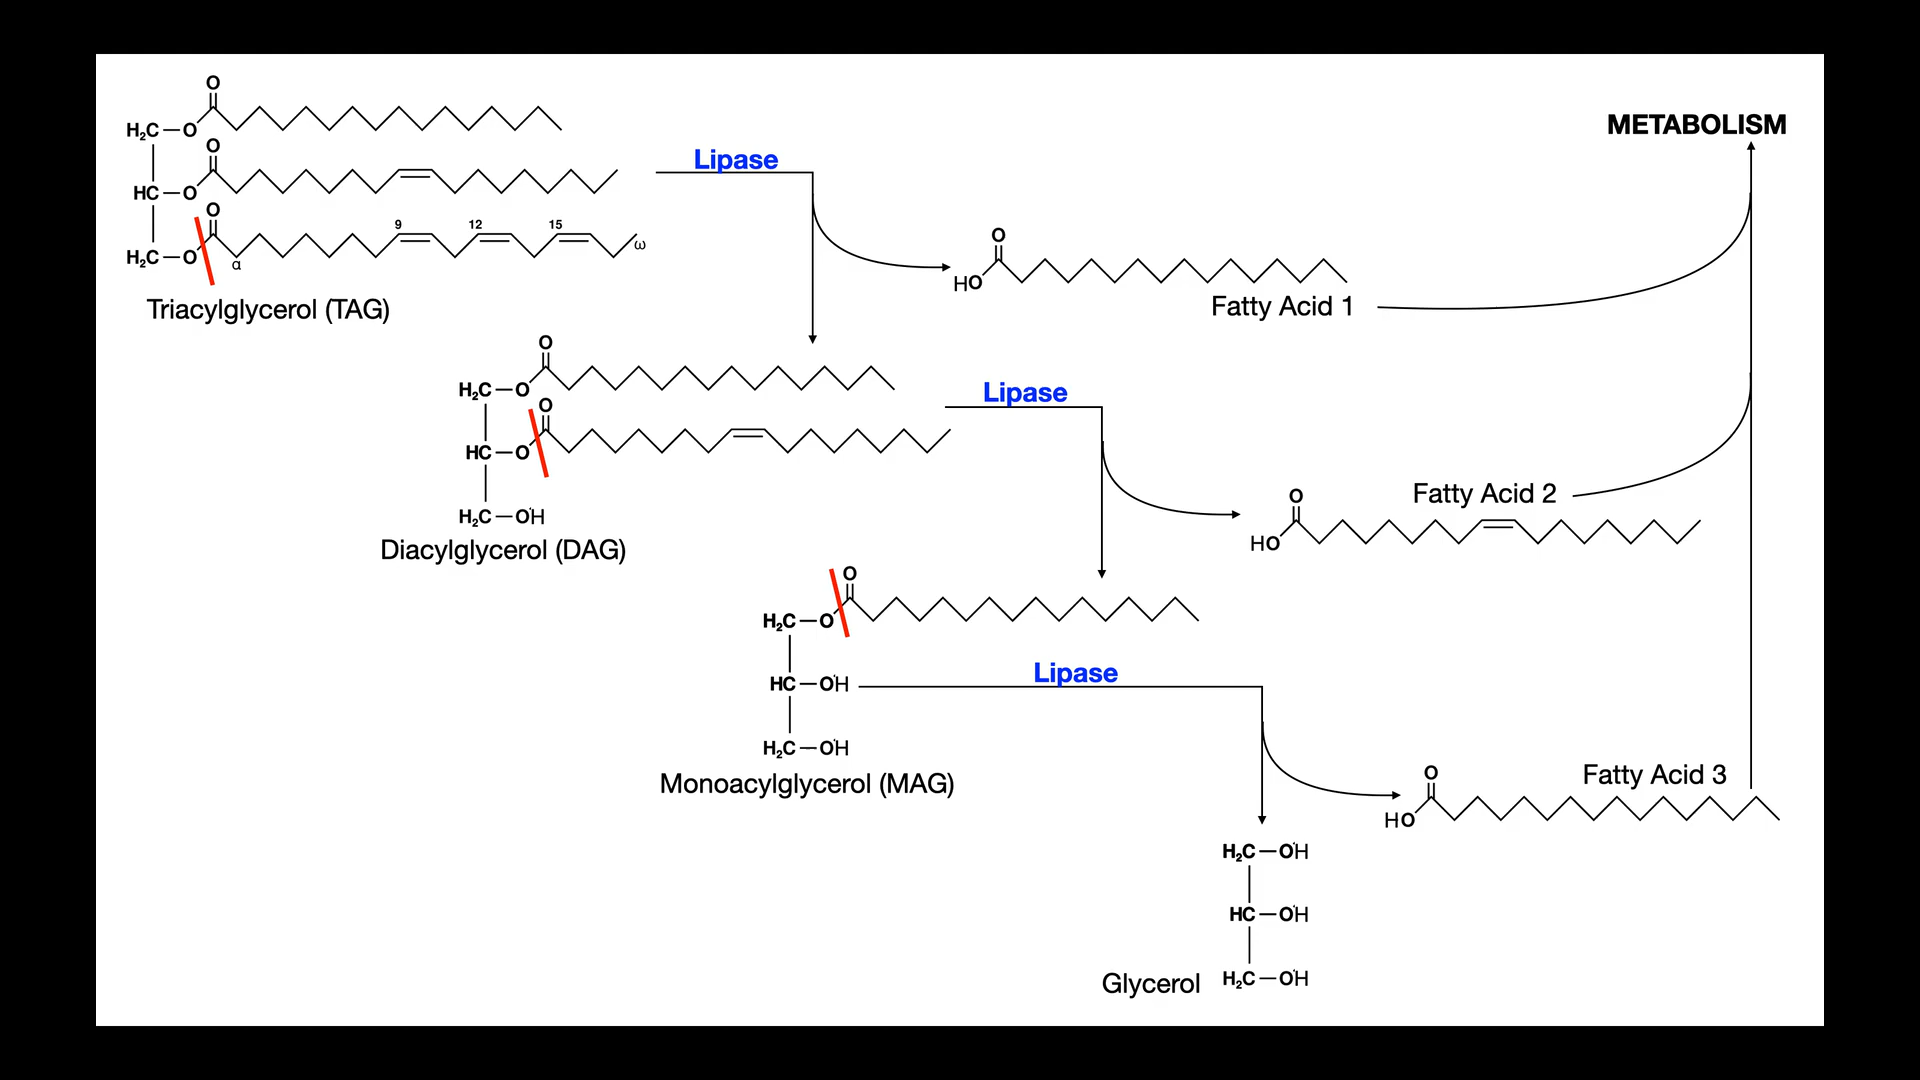 O
H₂C—O
O
HC—O
O
9 12 15
H₂C—O
α
ω
Triacylglycerol (TAG)
Lipase
METABOLISM
O
HO
Fatty Acid 1
O
H₂C—O
O
HC—O
H₂C—OH
Diacylglycerol (DAG)
Lipase
O
Fatty Acid 2
HO
O
H₂C—O
HC—OH
H₂C—OH
Monoacylglycerol (MAG)
Lipase
O
Fatty Acid 3
HO
H₂C—OH
HC—OH
H₂C—OH
Glycerol